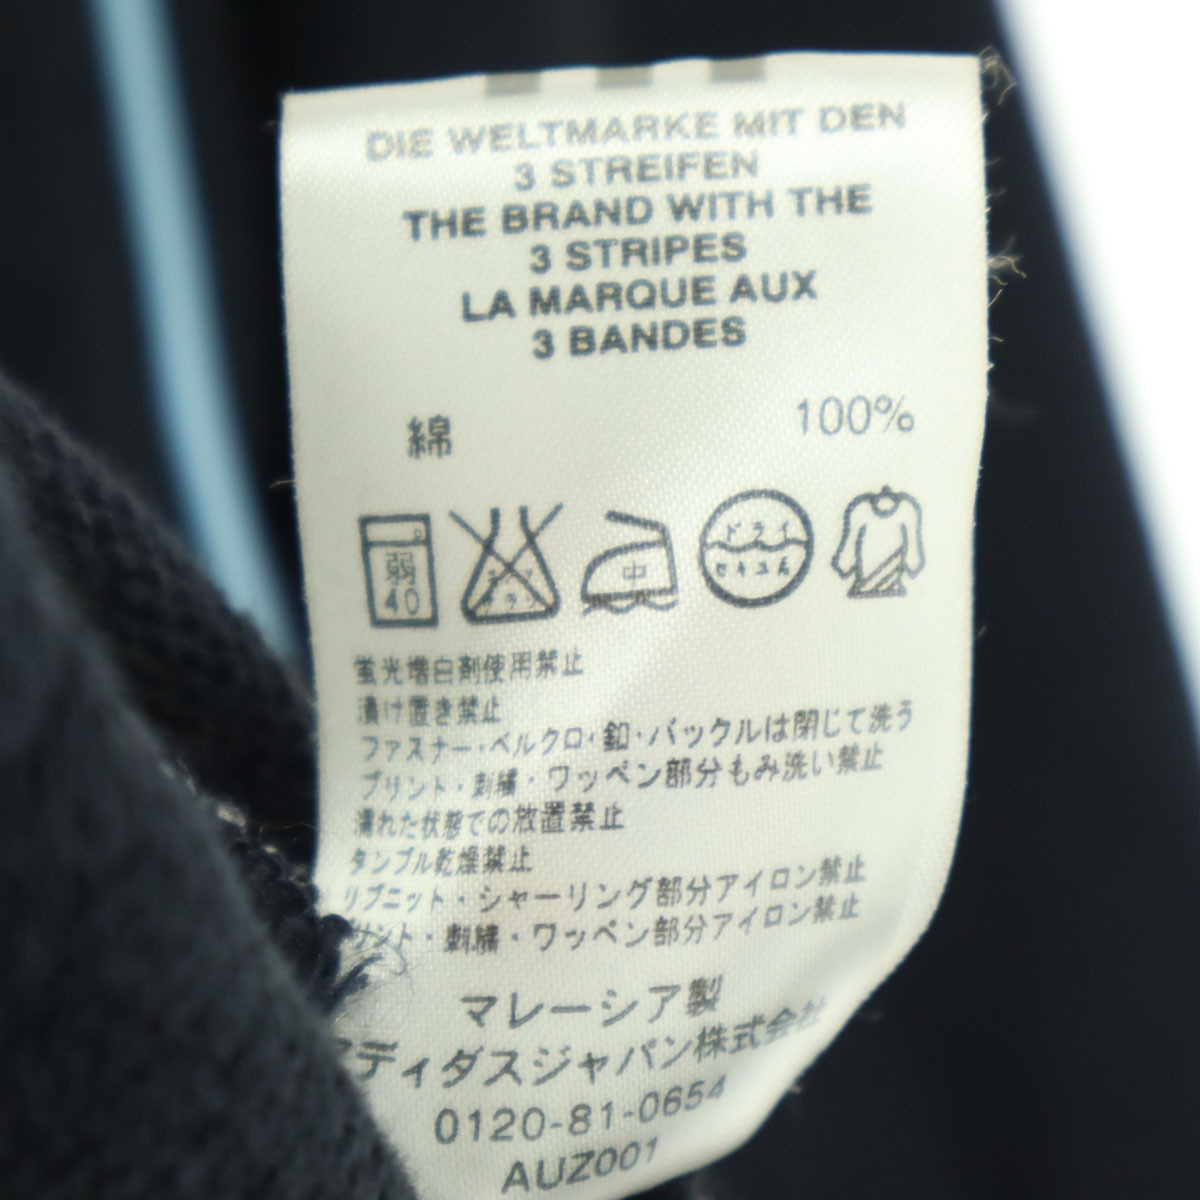 DIE WELTMARKE MIT DEN
3 STREIFEN
THE BRAND WITH THE
3 STRIPES
LA MARQUE AUX
3 BANDES
綿 100%
弱
40
エンソ
サラシ
中
ドライ
セキユ系
蛍光増白剤使用禁止
漬け置き禁止
ファスナー・ベルクロ・釦・バックルは閉じて洗う
プリント・刺繍・ワッペン部分もみ洗い禁止
濡れた状態での放置禁止
タンブル乾燥禁止
リブニット・シャーリング部分アイロン禁止
プリント・刺繍・ワッペン部分アイロン禁止
マレーシア製
アディダスジャパン株式会社
0120-81-0654
AUZ001